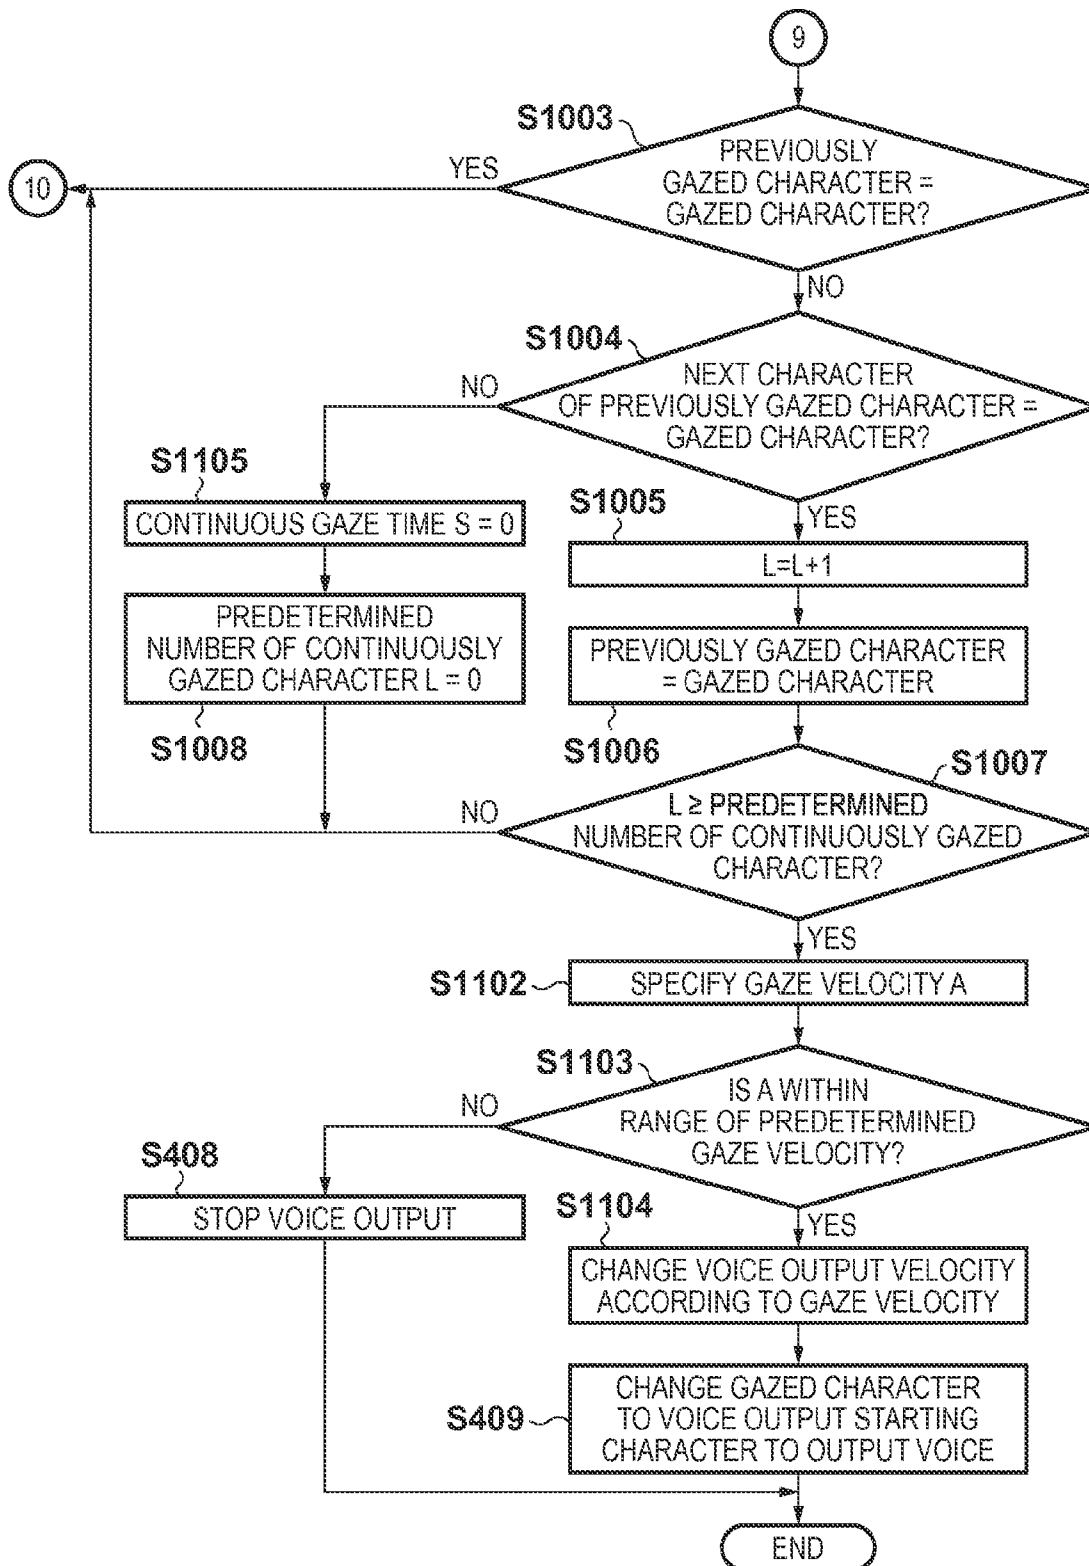 9
S1003
PREVIOUSLY
GAZED CHARACTER =
GAZED CHARACTER?
YES
10
NO
S1004
NEXT CHARACTER
OF PREVIOUSLY GAZED CHARACTER =
GAZED CHARACTER?
NO
YES
S1105
CONTINUOUS GAZE TIME S = 0
S1005
L=L+1
PREDETERMINED
NUMBER OF CONTINUOUSLY
GAZED CHARACTER L = 0
S1008
PREVIOUSLY GAZED CHARACTER
= GAZED CHARACTER
S1006
S1007
L ≥ PREDETERMINED
NUMBER OF CONTINUOUSLY GAZED
CHARACTER?
NO
YES
S1102
SPECIFY GAZE VELOCITY A
S1103
IS A WITHIN
RANGE OF PREDETERMINED
GAZE VELOCITY?
NO
YES
S408
STOP VOICE OUTPUT
S1104
CHANGE VOICE OUTPUT VELOCITY
ACCORDING TO GAZE VELOCITY
S409
CHANGE GAZED CHARACTER
TO VOICE OUTPUT STARTING
CHARACTER TO OUTPUT VOICE
END